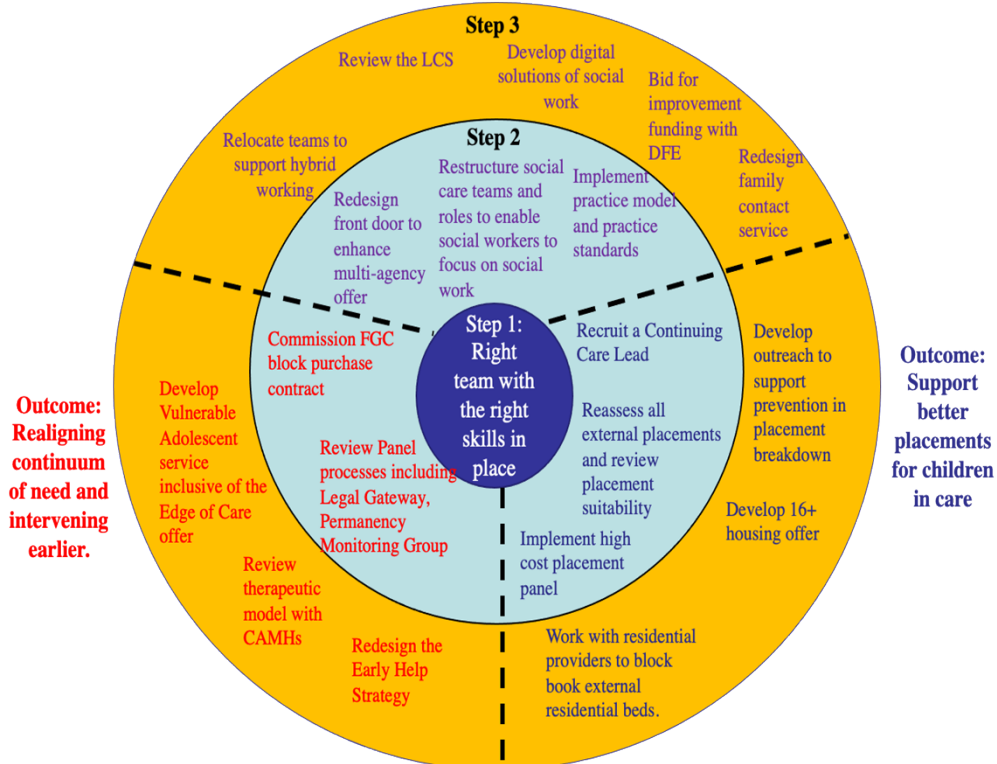 Step 3
Review the LCS
Develop digital
solutions of social
work
Bid for
improvement
funding with
DFE
Redesign
family
contact
service
Relocate teams to
support hybrid
working
Step 2
Redesign
front door to
enhance
multi-agency
offer
Restructure social
care teams and
roles to enable
social workers to
focus on social
work
Implement
practice model
and practice
standards
Step 1:
Right
team with
the right
skills in
place
Commission FGC
block purchase
contract
Review Panel
processes including
Legal Gateway,
Permanency
Monitoring Group
Recruit a Continuing
Care Lead
Reassess all
external placements
and review
placement
suitability
Implement high
cost placement
panel
Develop
Vulnerable
Adolescent
service
inclusive of the
Edge of Care
offer
Review
therapeutic
model with
CAMHs
Redesign the
Early Help
Strategy
Develop
outreach to
support
prevention in
placement
breakdown
Develop 16+
housing offer
Work with residential
providers to block
book external
residential beds.
Outcome:
Realigning
continuum
of need and
intervening
earlier.
Outcome:
Support
better
placements
for children
in care